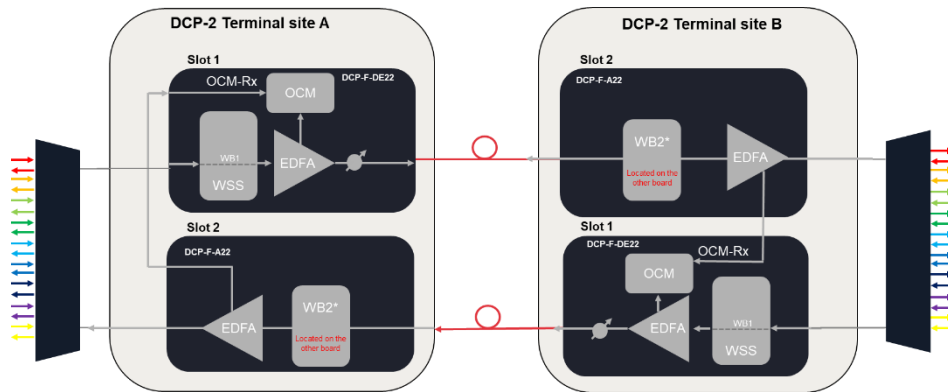 DCP-2 Terminal site A
Slot 1
DCP-F-DE22
OCM-Rx
OCM
WB1
WSS
EDFA
Slot 2
DCP-F-A22
EDFA
WB2*
Located on the
other board
DCP-2 Terminal site B
Slot 2
DCP-F-A22
WB2*
Located on the
other board
EDFA
Slot 1
DCP-F-DE22
OCM-Rx
OCM
EDFA
WB1
WSS